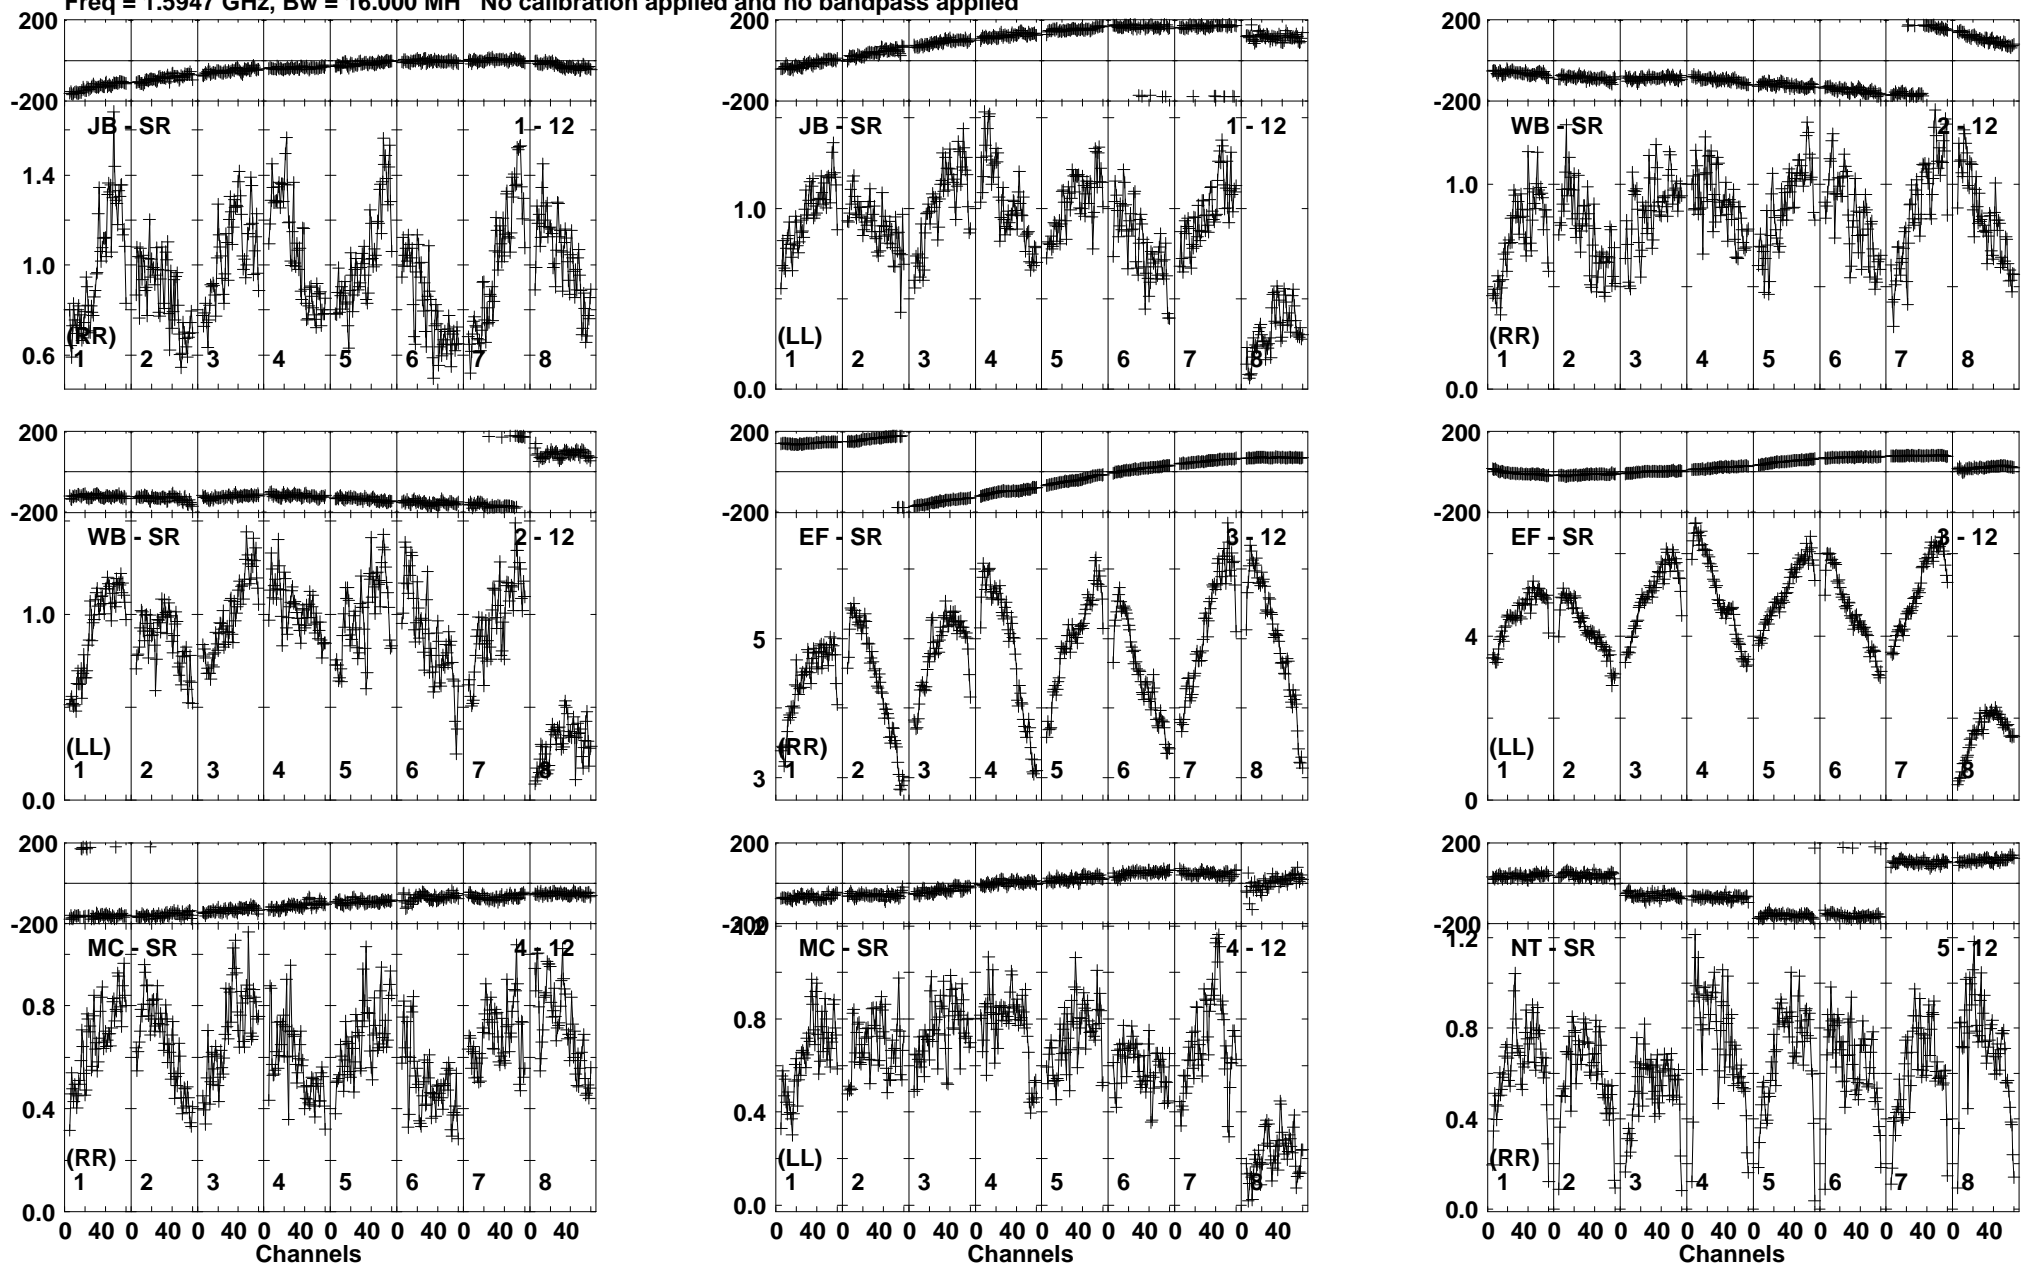 Freq = 1.5947 GHz, Bw = 16.000 MH No calibration applied and no bandpass applied
200 200 200
-200 -200 -200
JB - SR 1 - 12 JB - SR 1 - 12 WB - SR 2 - 12
1.4 1.0 1.0
1.0
0.6
(RR) (LL) (RR)
1 2 3 4 5 6 7 8 1 2 3 4 5 6 7 8 1 2 3 4 5 6 7 8
0.0 0.0
200 200 200
-200 -200 -200
WB - SR 2 - 12 EF - SR 3 - 12 EF - SR 3 - 12
1.0 5 4
(LL) (RR) (LL)
1 2 3 4 5 6 7 8 1 2 3 4 5 6 7 8 1 2 3 4 5 6 7 8
0.0 3 0
200 200 200
-200 -200 -200
1.2 1.2
MC - SR 4 - 12 MC - SR 4 - 12 NT - SR 5 - 12
0.8 0.8 0.8
0.4 0.4 0.4
(RR) (LL) (RR)
1 2 3 4 5 6 7 8 1 2 3 4 5 6 7 8 1 2 3 4 5 6 7 8
0.0 0.0 0.0
0 40 0 40 0 40 0 40 0 40 0 40 0 40 0 40 0 40 0 40 0 40 0 40 0 40 0 40 0 40 0 40 0 40 0 40 0 40 0 40 0 40 0 40 0 40 0 40
Channels Channels Channels